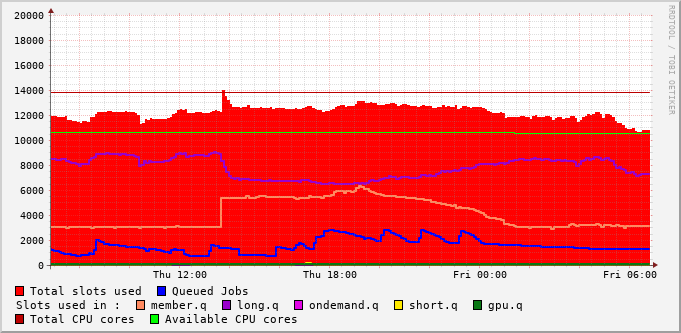 RRDTOOL / TOBI OETIKER
20000
18000
16000
14000
12000
10000
8000
6000
4000
2000
0
Thu 12:00 Thu 18:00 Fri 00:00 Fri 06:00
Total slots used Queued Jobs
Slots used in : member.q long.q ondemand.q short.q gpu.q
Total CPU cores Available CPU cores